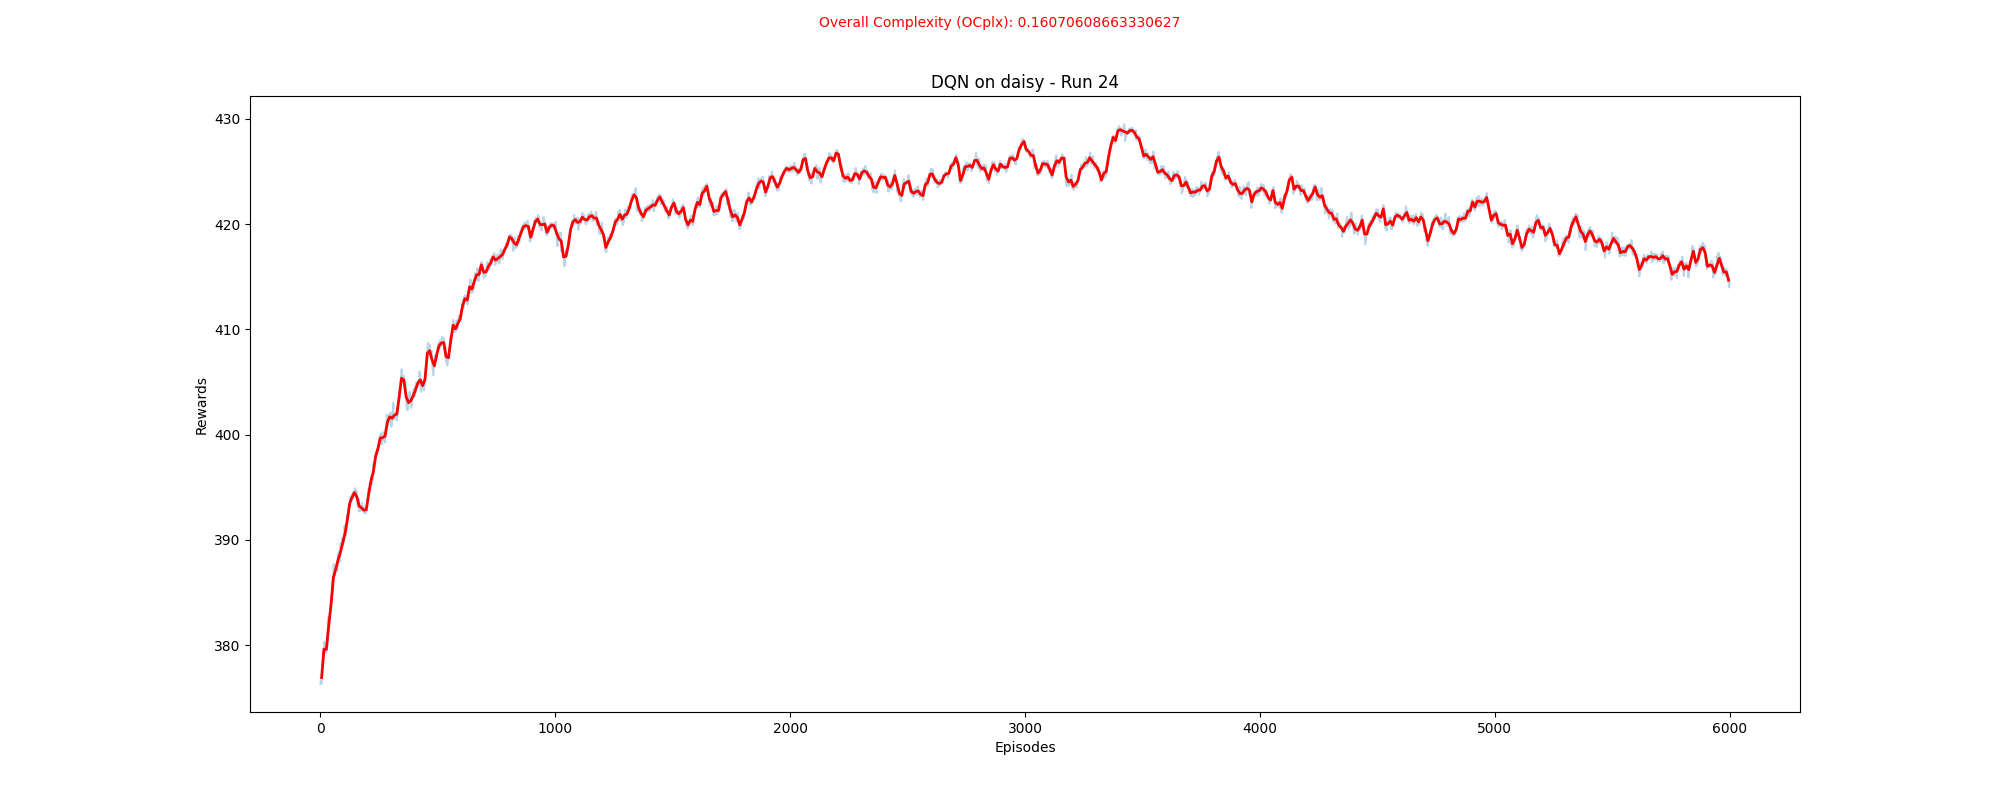 Overall Complexity (OCplx): 0.16070608663330627
DQN on daisy - Run 24
430
420
410
400
390
380
Rewards
0 1000 2000 3000 4000 5000 6000
Episodes